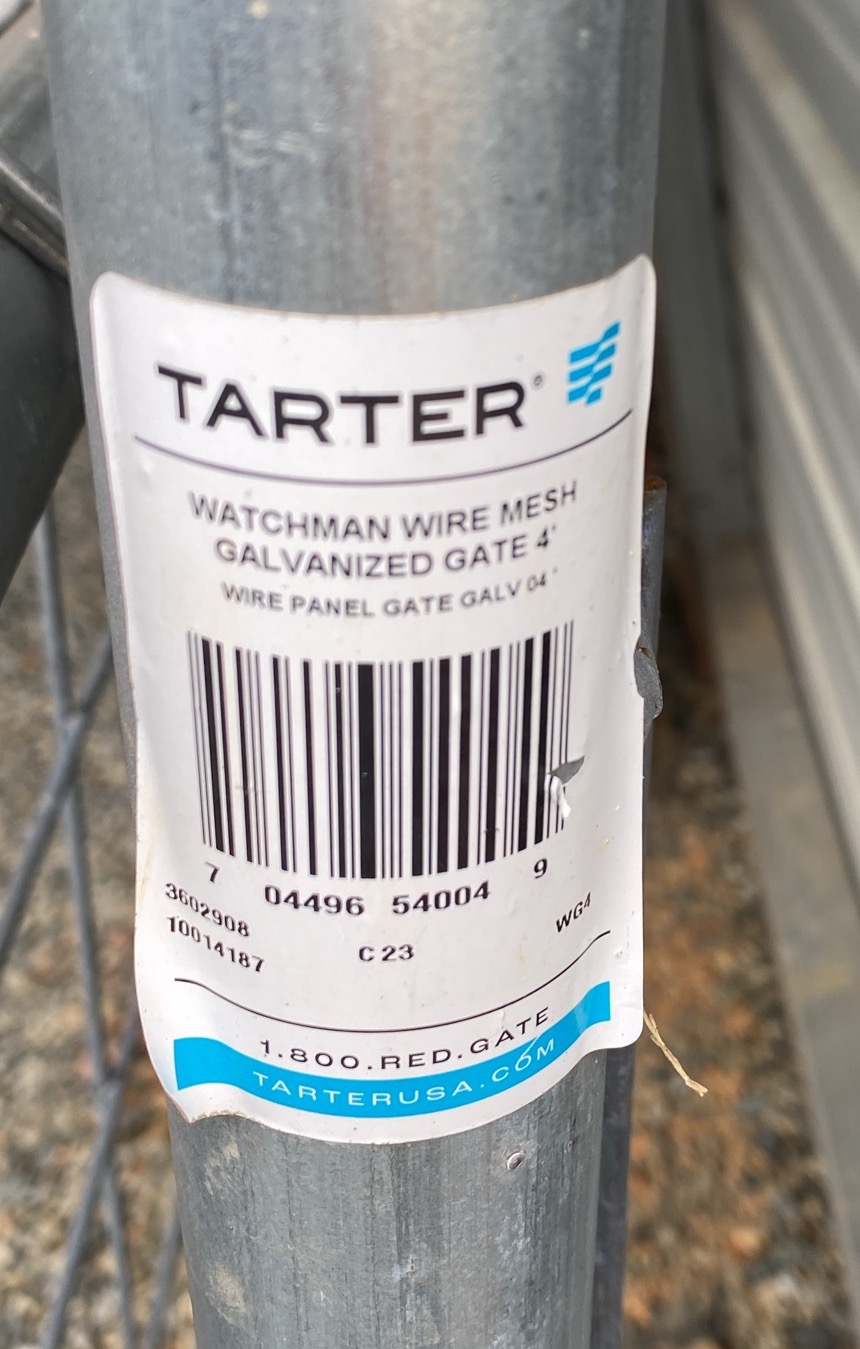 TARTER®
WATCHMAN WIRE MESH
GALVANIZED GATE 4'
WIRE PANEL GATE GALV 04 '
7 04496 54004 9
3602908
10014187
C 23
WG4
1.800.RED.GATE
TARTERUSA.COM